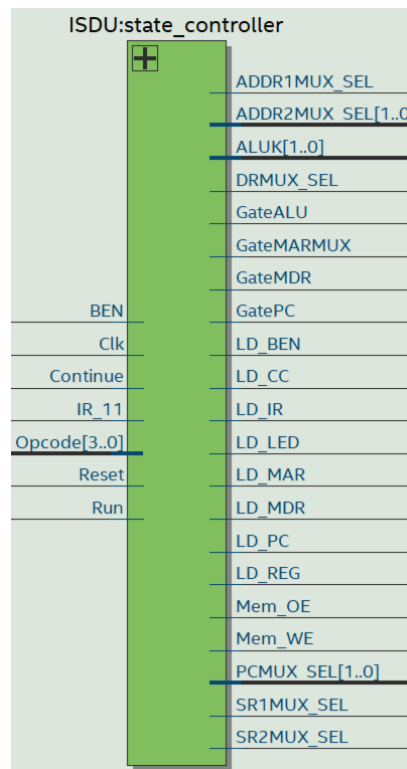 ISDU:state_controller
BEN
Clk
Continue
IR_11
Opcode[3..0]
Reset
Run
ADDR1MUX_SEL
ADDR2MUX_SEL[1..0
ALUK[1..0]
DRMUX_SEL
GateALU
GateMARMUX
GateMDR
GatePC
LD_BEN
LD_CC
LD_IR
LD_LED
LD_MAR
LD_MDR
LD_PC
LD_REG
Mem_OE
Mem_WE
PCMUX_SEL[1..0]
SR1MUX_SEL
SR2MUX_SEL